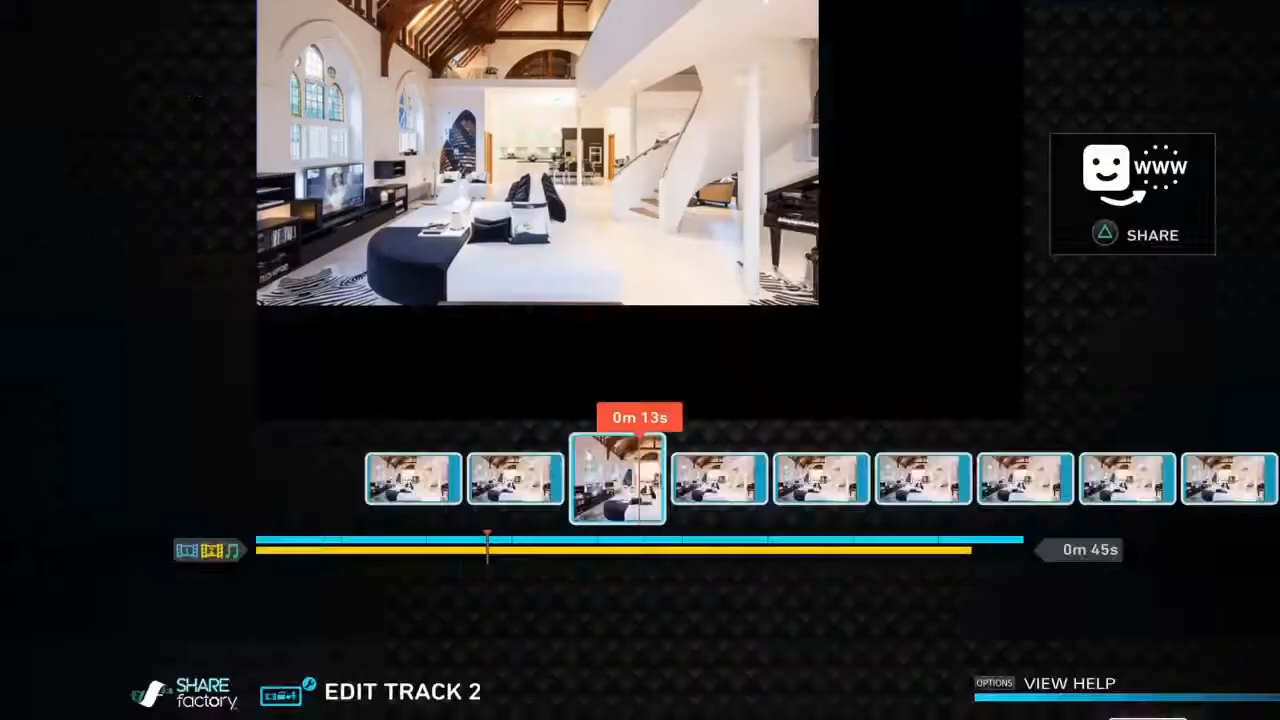 WWW
SHARE
0m 13s
0m 45s
SHARE
factory
EDIT TRACK 2
OPTIONS VIEW HELP